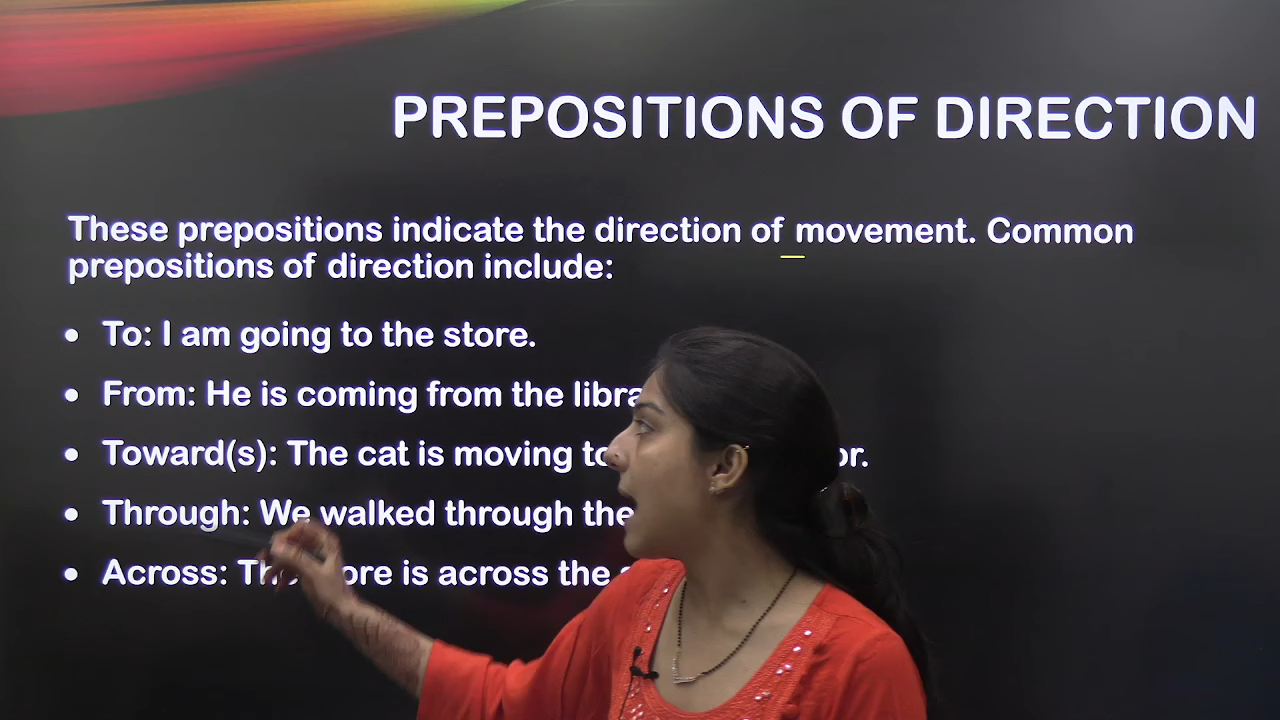 PREPOSITIONS OF DIRECTION
These prepositions indicate the direction of movement. Common
prepositions of direction include:
• To: I am going to the store.
• From: He is coming from the
• Toward(s): The cat is moving
• Through: We walked through the
• Across: is across the